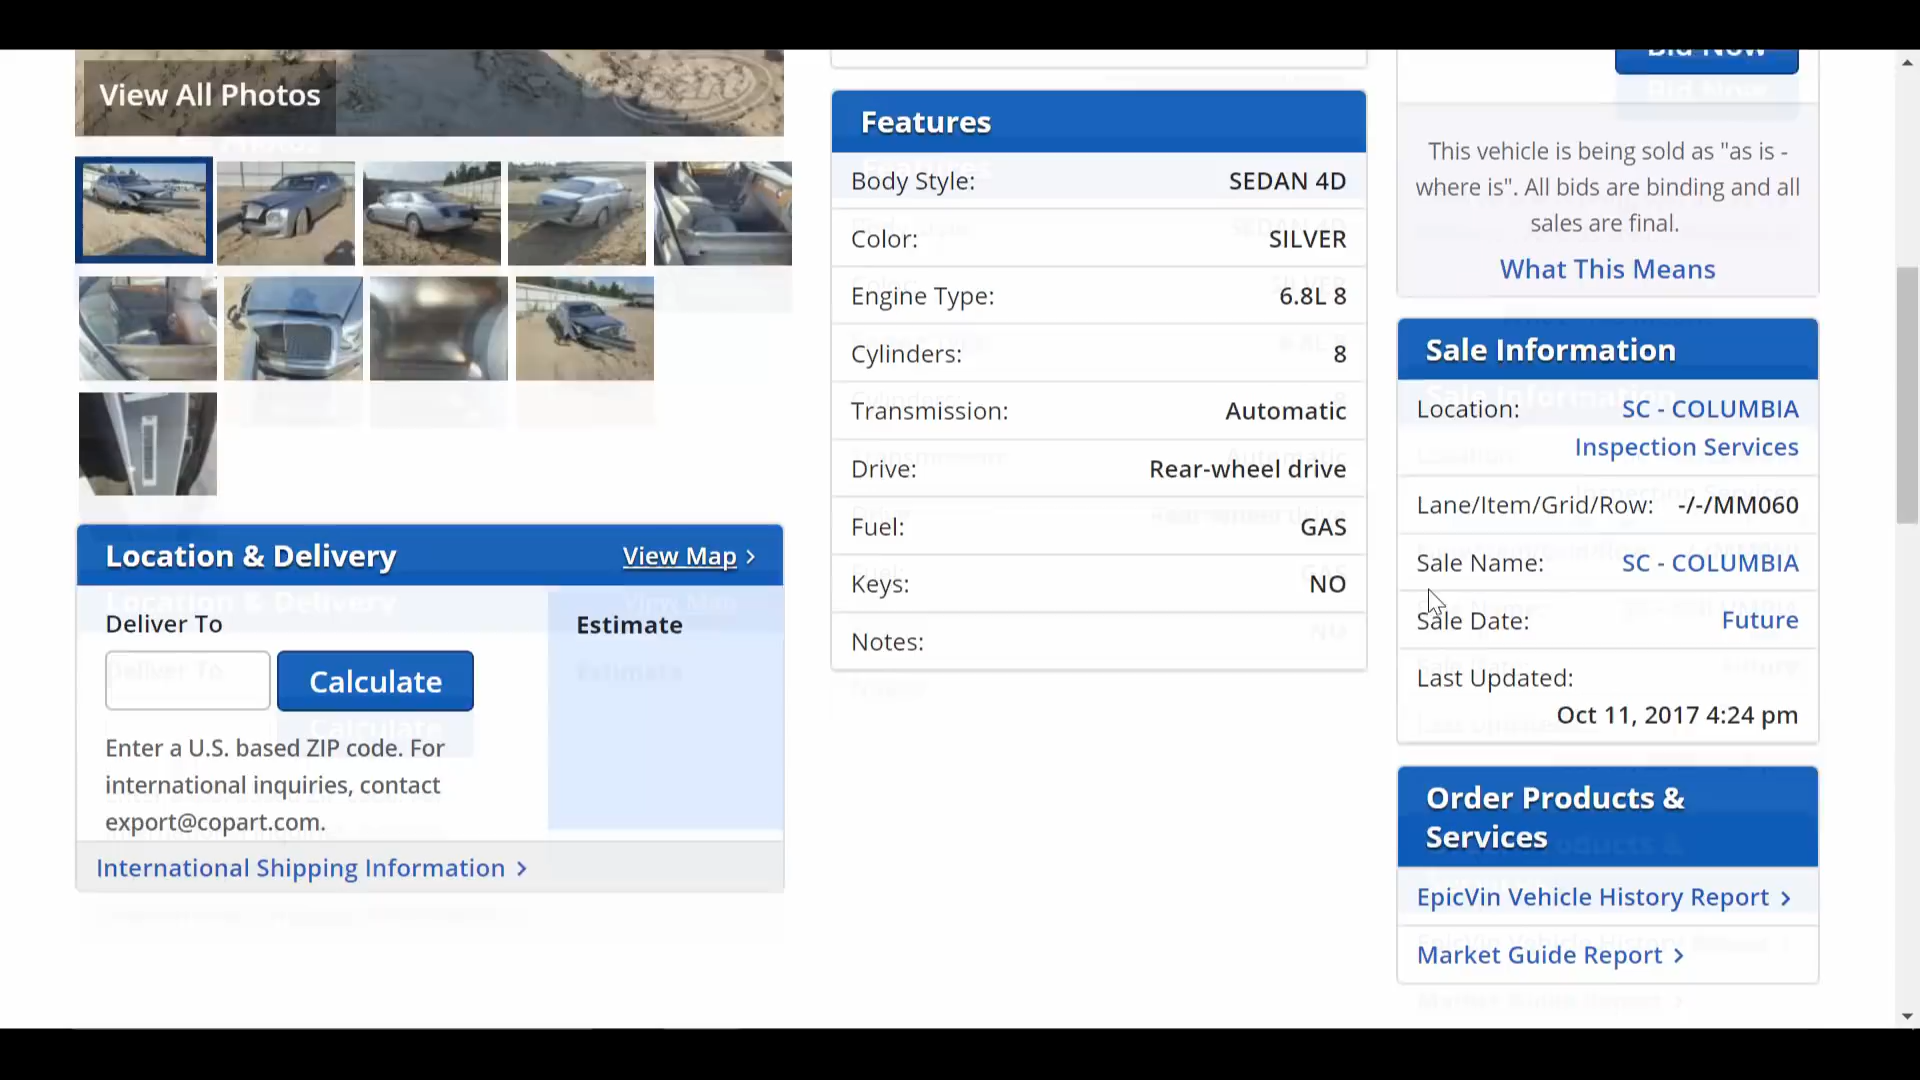 View All Photos
Location & Delivery
View Map >
Deliver To
Estimate
Calculate
Enter a U.S. based ZIP code. For
international inquiries, contact
export@copart.com.
International Shipping Information >
Features
Body Style: SEDAN 4D
Color: SILVER
Engine Type: 6.8L 8
Cylinders: 8
Transmission: Automatic
Drive: Rear-wheel drive
Fuel: GAS
Keys: NO
Notes:
Bid Now
This vehicle is being sold as "as is -
where is". All bids are binding and all
sales are final.
What This Means
Sale Information
Location: SC - COLUMBIA
Inspection Services
Lane/Item/Grid/Row: -/-/MM060
Sale Name: SC - COLUMBIA
Sale Date: Future
Last Updated:
Oct 11, 2017 4:24 pm
Order Products &
Services
EpicVin Vehicle History Report >
Market Guide Report >